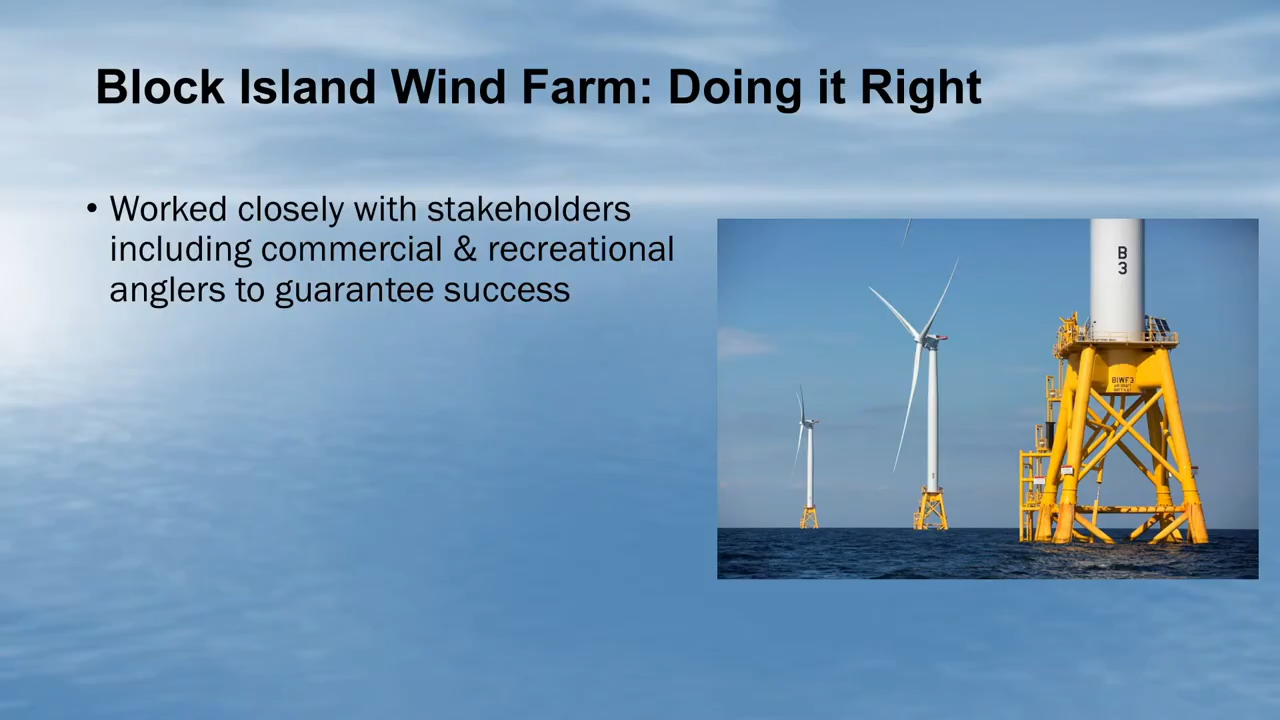 Block Island Wind Farm: Doing it Right
• Worked closely with stakeholders
including commercial & recreational
anglers to guarantee success
B
3
BIWF3